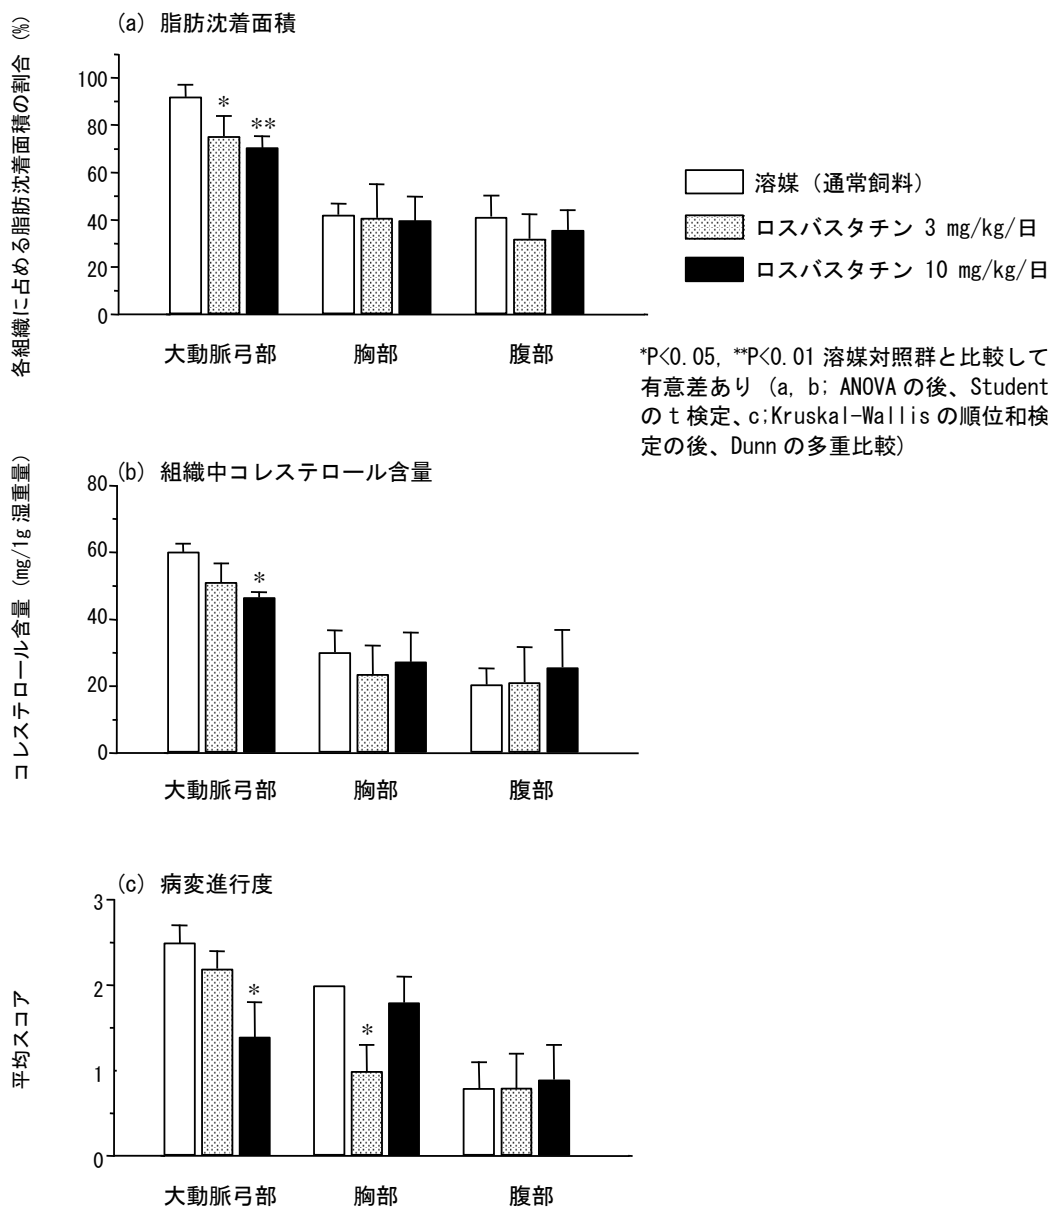 (a) 脂肪沈着面積
各組織に占める脂肪沈着面積の割合 (%)
100
80
60
40
20
0
*
**
大動脈弓部
胸部
腹部
溶媒（通常飼料）
ロスバスタチン 3 mg/kg/日
ロスバスタチン 10 mg/kg/日
*P<0.05, **P<0.01 溶媒対照群と比較して
有意差あり (a, b; ANOVA の後、Student
の t 検定、c;Kruskal-Wallis の順位和検
定の後、Dunn の多重比較)
(b) 組織中コレステロール含量
コレステロール含量 (mg/1g 湿重量)
80
60
40
20
0
*
大動脈弓部
胸部
腹部
(c) 病変進行度
平均スコア
3
2
1
0
*
*
大動脈弓部
胸部
腹部